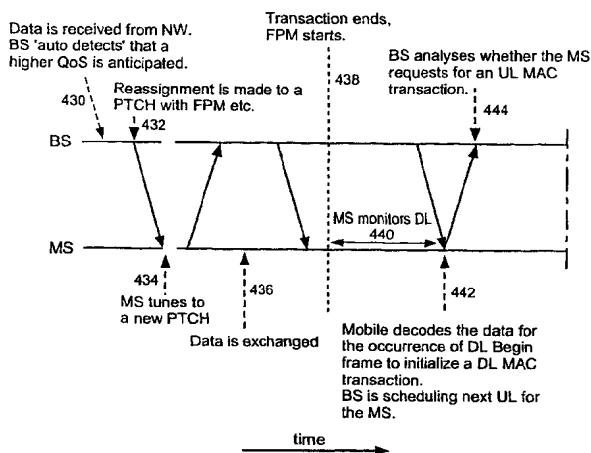 Data is received from NW.
BS 'auto detects' that a
higher QoS is anticipated.
430
432
Reassignment is made to a
PTCH with FPM etc.
Transaction ends,
FPM starts.
438
BS analyses whether the MS
requests for an UL MAC
transaction.
444
BS
MS monitors DL
440
MS
434
MS tunes to
a new PTCH
436
Data is exchanged
442
Mobile decodes the data for
the occurrence of DL Begin
frame to initialize a DL MAC
transaction.
BS is scheduling next UL for
the MS.
time